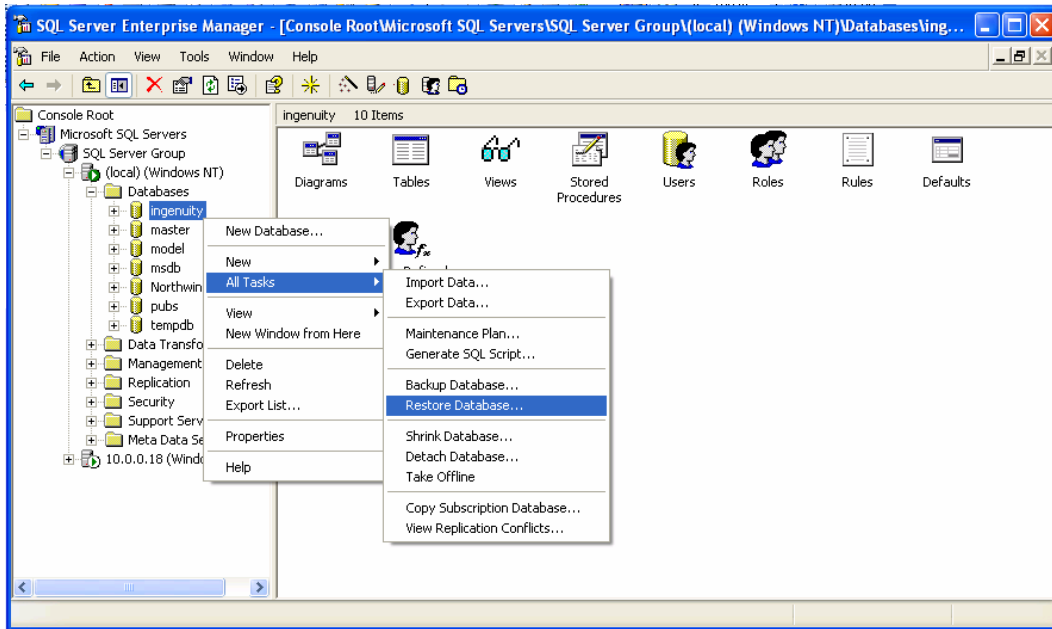 SQL Server Enterprise Manager - [Console Root\Microsoft SQL Servers\SQL Server Group\(local) (Windows NT)\Databases\ing...
File Action View Tools Window Help
Console Root
Microsoft SQL Servers
SQL Server Group
(local) (Windows NT)
Databases
ingenuity
master
model
msdb
Northwin
pubs
tempdb
Data Transfo
Management
Replication
Security
Support Serv
Meta Data Se
10.0.0.18 (Windo
ingenuity 10 Items
Diagrams
Tables
Views
Stored
Procedures
Users
Roles
Rules
Defaults
New Database...
New
All Tasks
View
New Window from Here
Delete
Refresh
Export List...
Properties
Help
Import Data...
Export Data...
Maintenance Plan...
Generate SQL Script...
Backup Database...
Restore Database...
Shrink Database...
Detach Database...
Take Offline
Copy Subscription Database...
View Replication Conflicts...